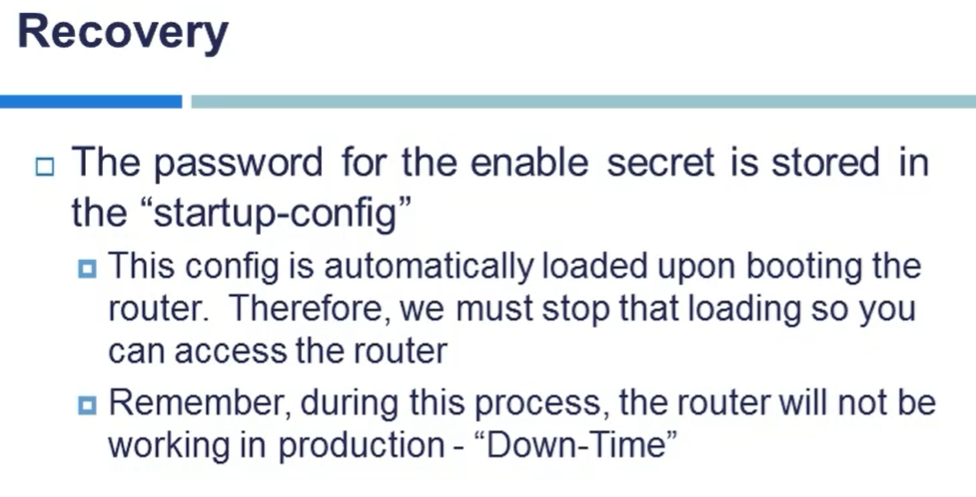 Recovery
The password for the enable secret is stored in
the “startup-config”
This config is automatically loaded upon booting the
router.  Therefore, we must stop that loading so you
can access the router
Remember, during this process, the router will not be
working in production - “Down-Time”